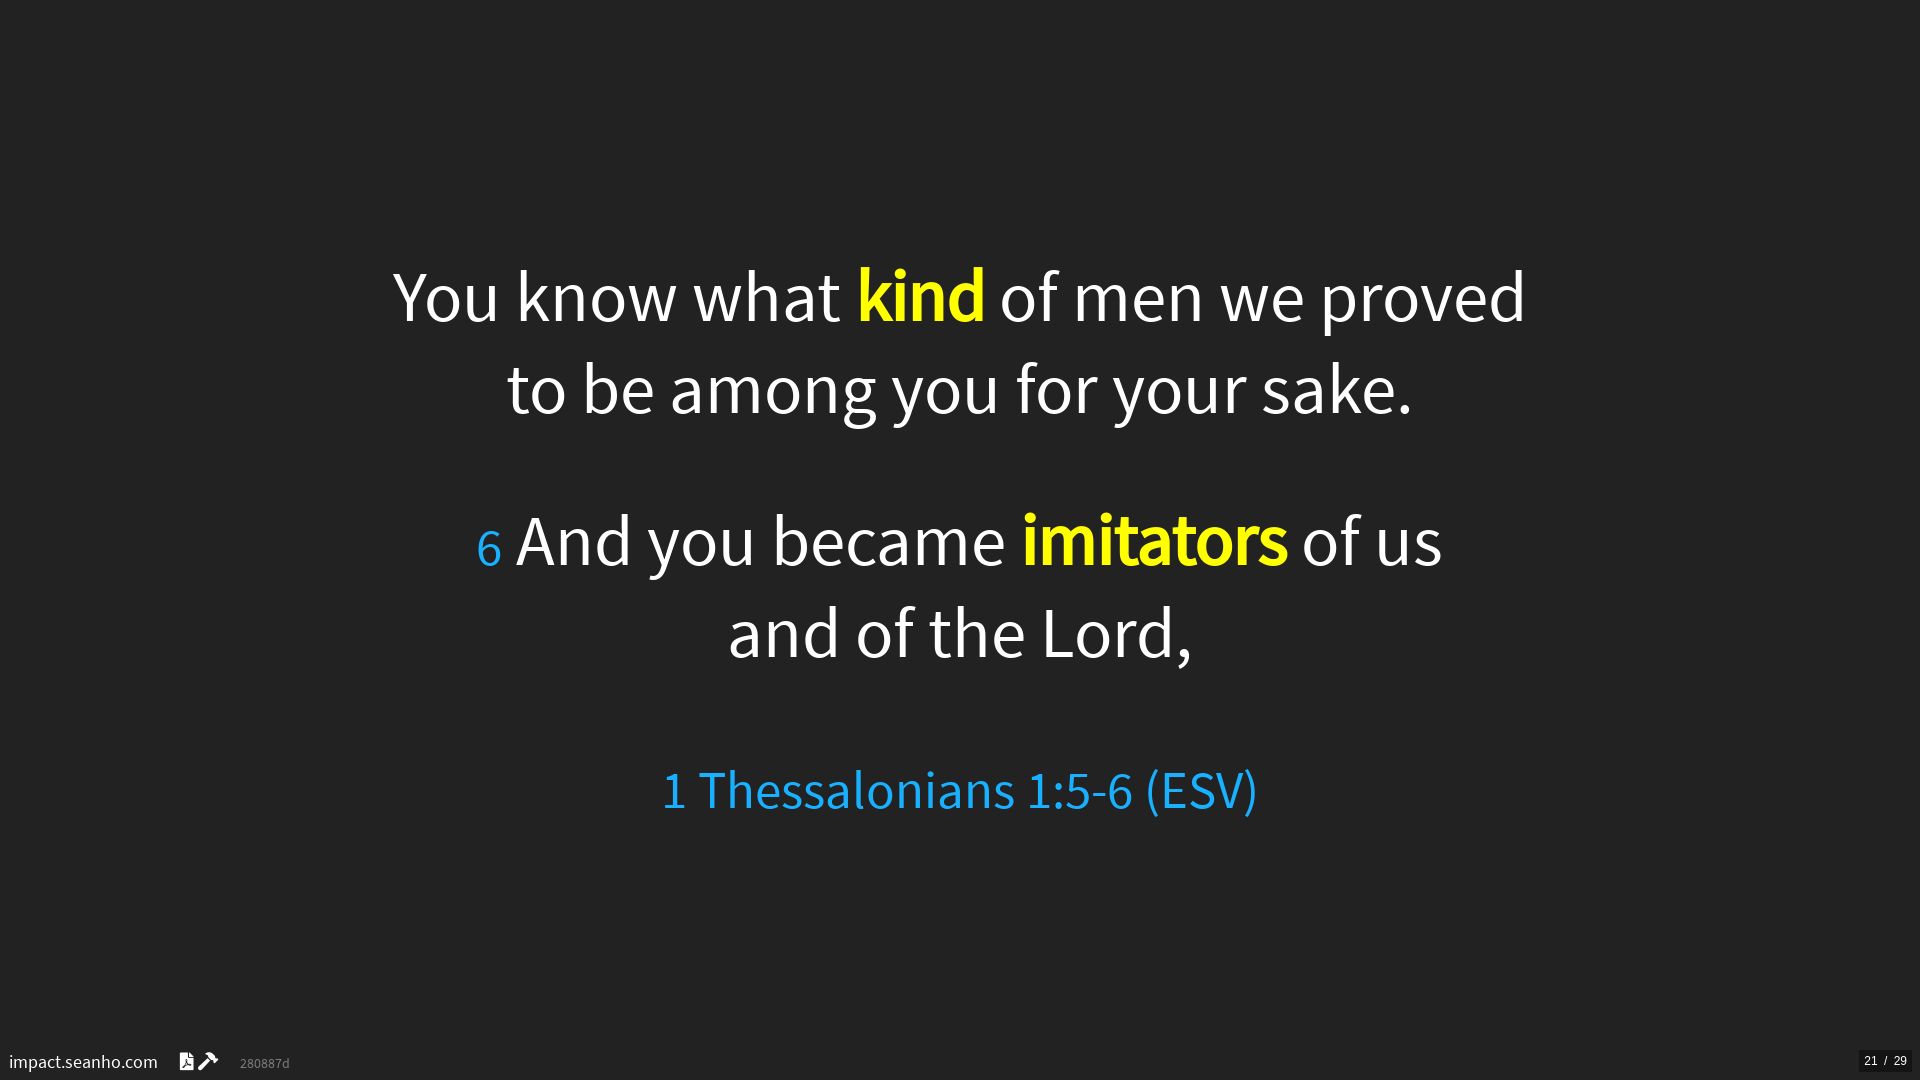 You know what kind of men we proved
to be among you for your sake.
6 And you became imitators of us
and of the Lord,
1 Thessalonians 1:5-6 (ESV)
impact.seanho.com 280887d
21 / 29